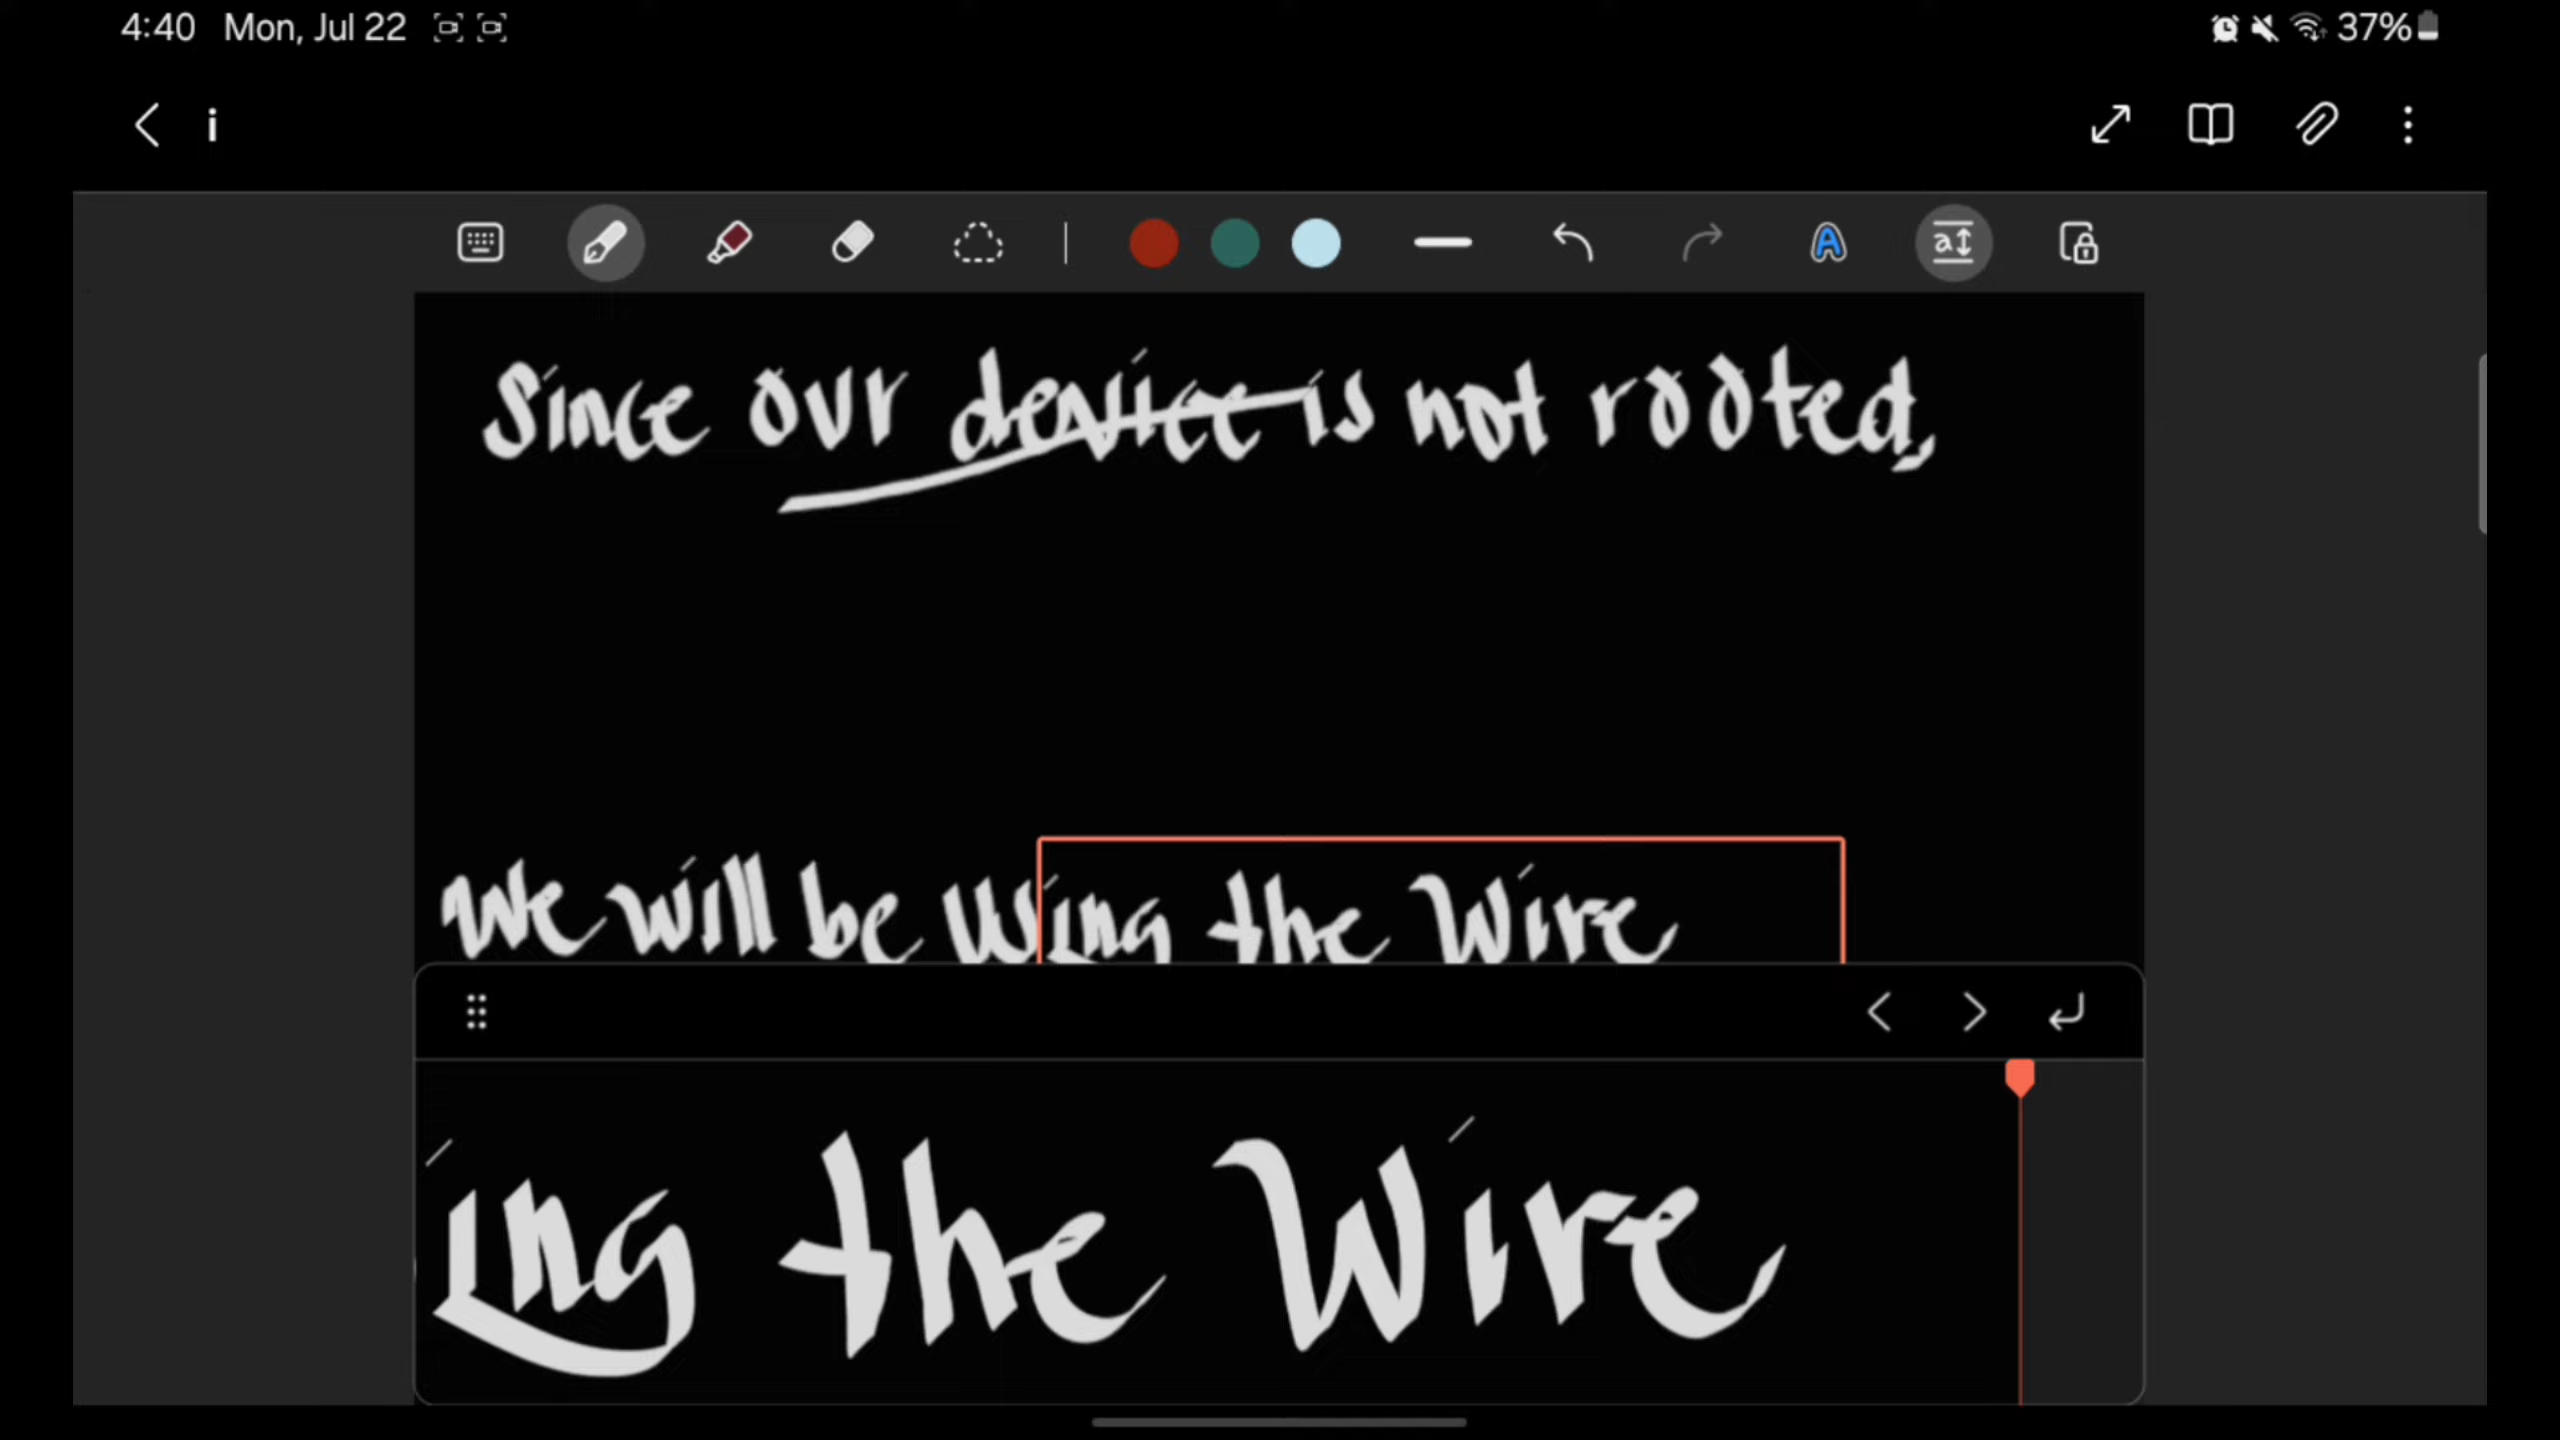 4:40 Mon, Jul 22 37%
i
A a
Since our device is not rooted,
We will be Using the Wire
ing the Wire